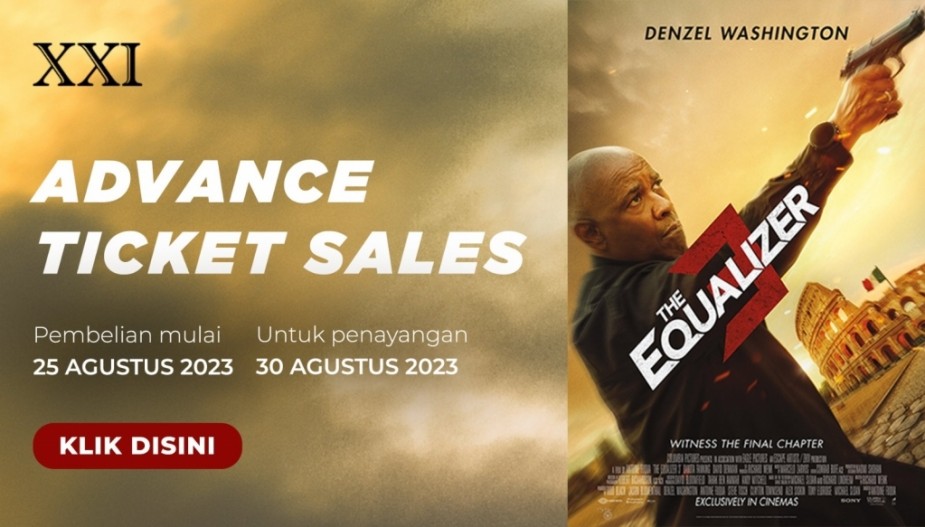 XXI
ADVANCE
TICKET SALES
Pembelian mulai
25 AGUSTUS 2023
Untuk penayangan
30 AGUSTUS 2023
KLIK DISINI
DENZEL WASHINGTON
THE
EQUALIZER
3
WITNESS THE FINAL CHAPTER
EXCLUSIVELY IN CINEMAS
SONY